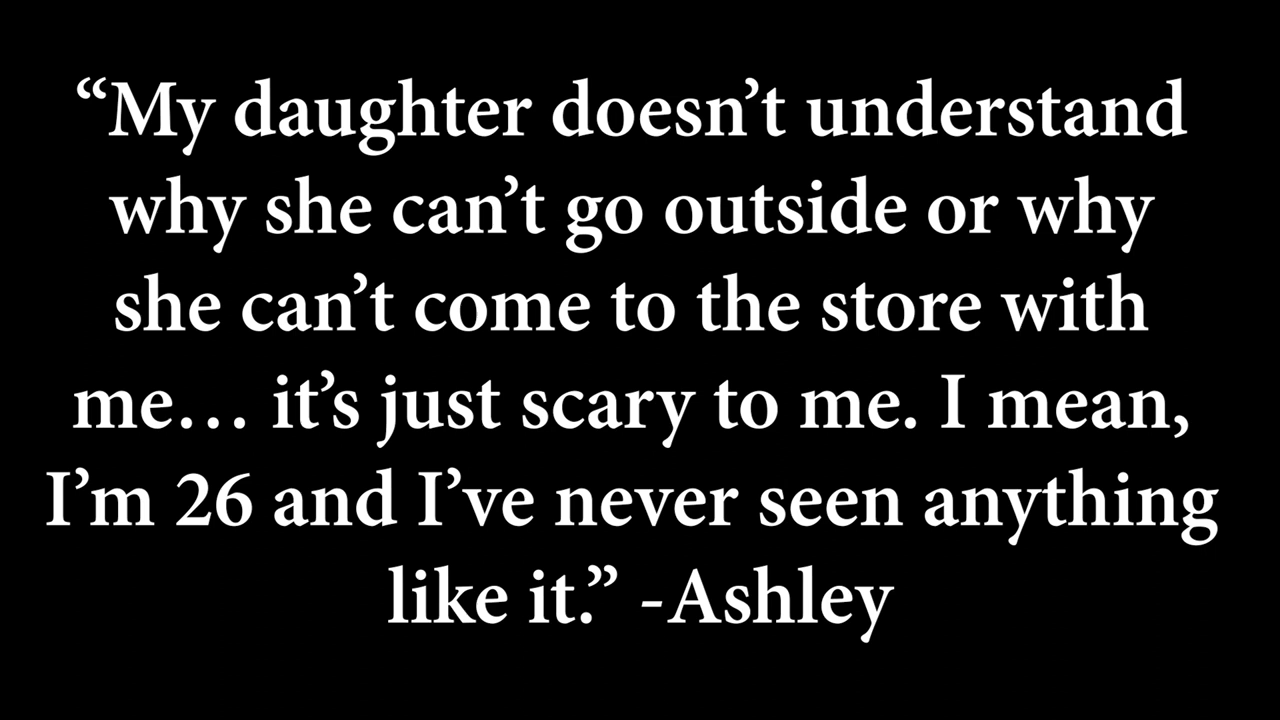 “My daughter doesn’t understand
why she can’t go outside or why
she can’t come to the store with
me… it’s just scary to me. I mean,
I’m 26 and I’ve never seen anything
like it.” -Ashley